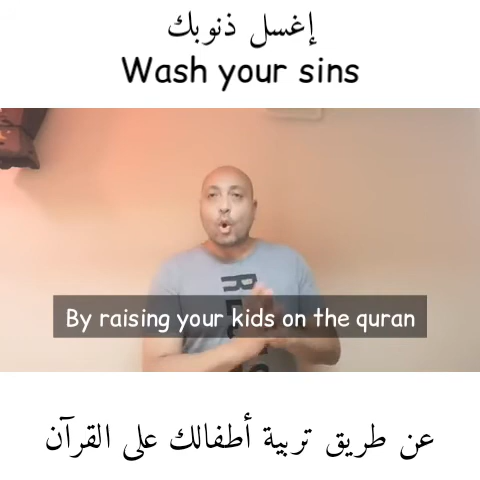 إغسل ذنوبك
Wash your sins
By raising your kids on the quran
عن طريق تربية أطفالك على القرآن